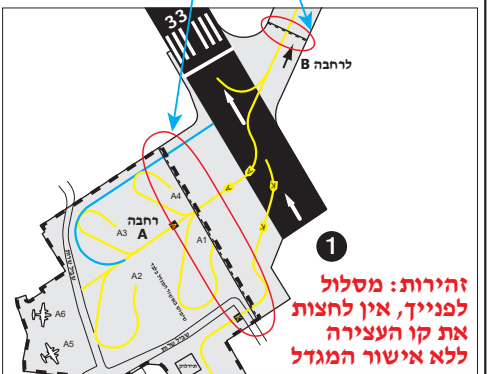 33
לרחבה B
A4
רחבה
A
A3
A1
A2
A6
A5
1
זהירות: מסלול
לפנייך, אין לחצות
את קו העצירה
ללא אישור המגדל